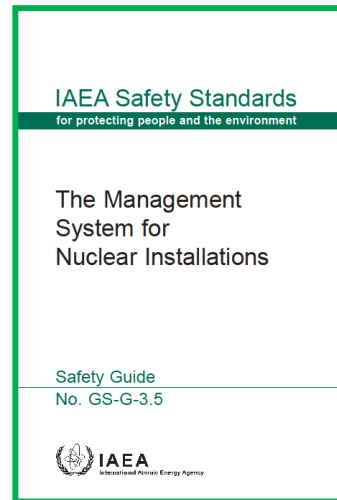 IAEA Safety Standards
for protecting people and the environment
The Management
System for
Nuclear Installations
Safety Guide
No. GS-G-3.5
IAEA
International Atomic Energy Agency